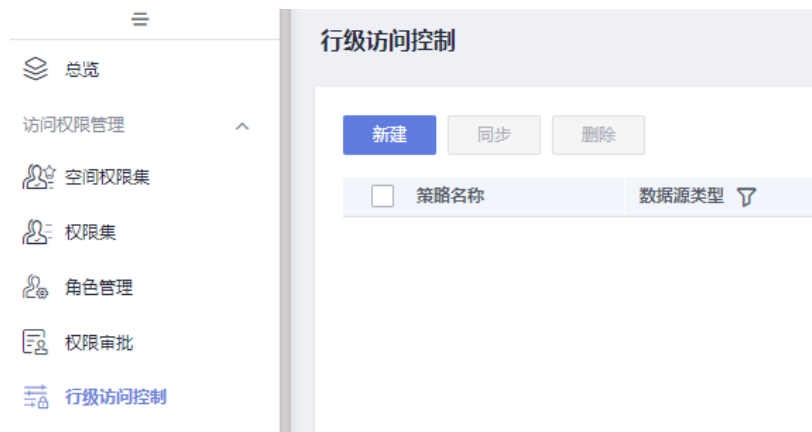 总览
访问权限管理
空间权限集
权限集
角色管理
权限审批
行级访问控制
行级访问控制
新建 同步 删除
策略名称 数据源类型